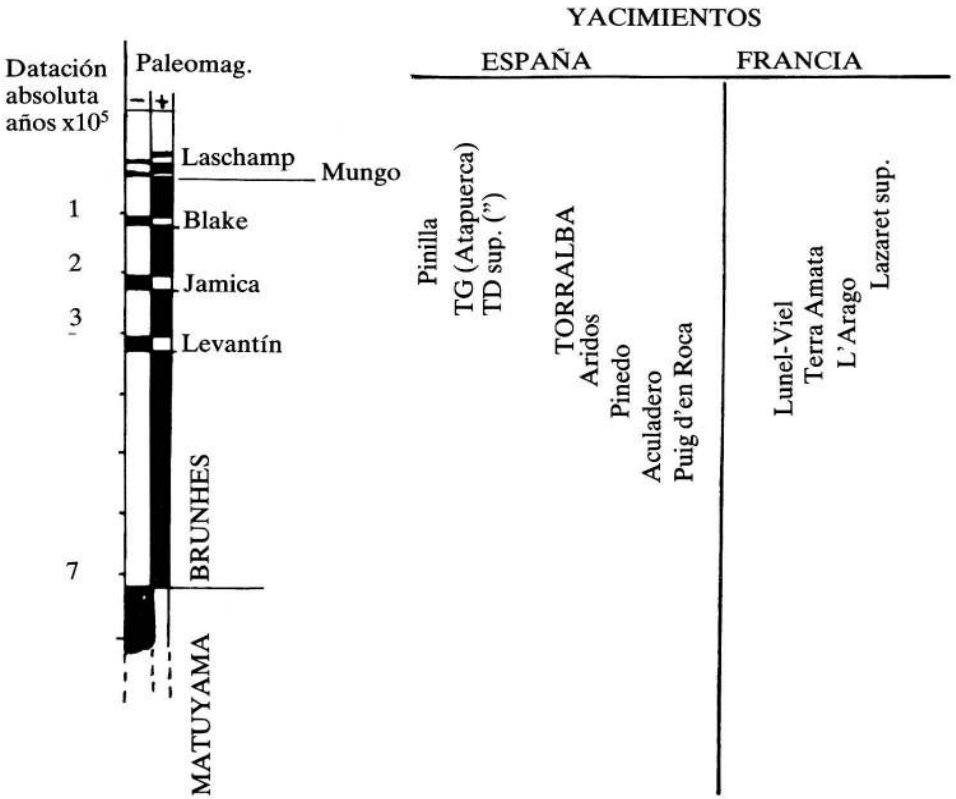 YACIMIENTOS
ESPAÑA
FRANCIA
Datación
absoluta
años x10⁵
Paleomag.
- +
Laschamp
Mungo
1
Blake
2
Jamica
3
Levantín
7
BRUNHES
MATUYAMA
Pinilla
TG (Atapuerca)
TD sup. (”)
TORRALBA
Aridos
Pinedo
Aculadero
Puig d'en Roca
Lunel-Viel
Terra Amata
L'Arago
Lazaret sup.